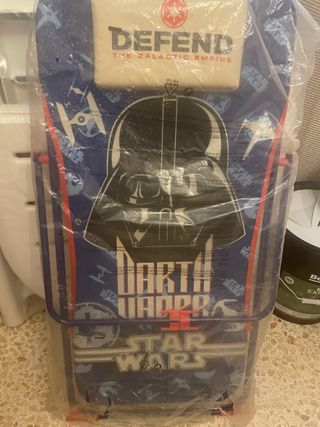 DEFEND
THE GALACTIC EMPIRE
DARTH
VADER
STAR
WARS